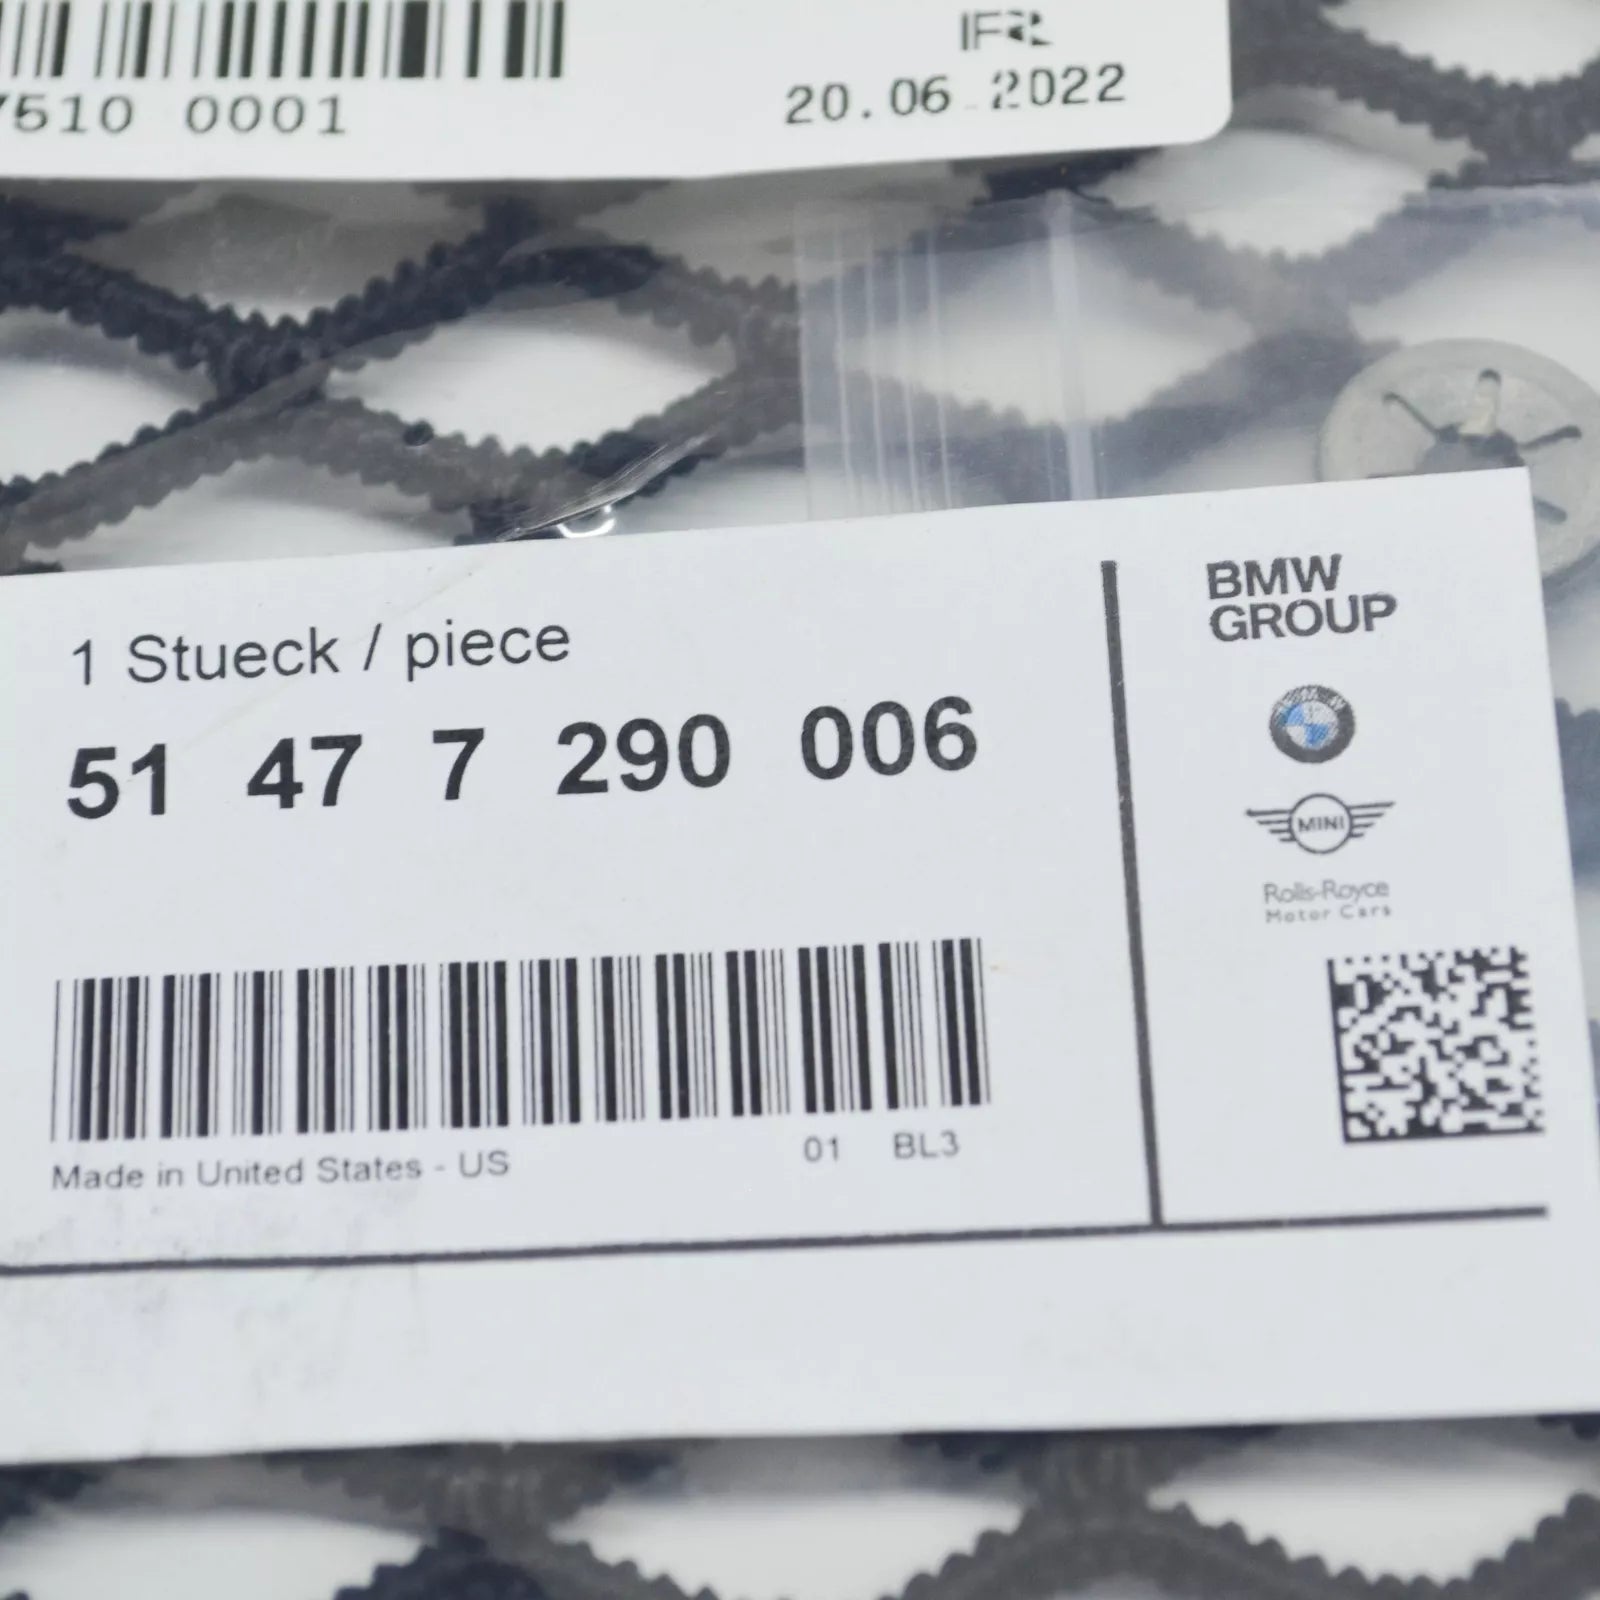 7510 0001
20.06.2022
1 Stueck / piece
51 47 7 290 006
Made in United States - US
01 BL3
BMW
GROUP
MINI
Rolls-Royce
Motor Cars